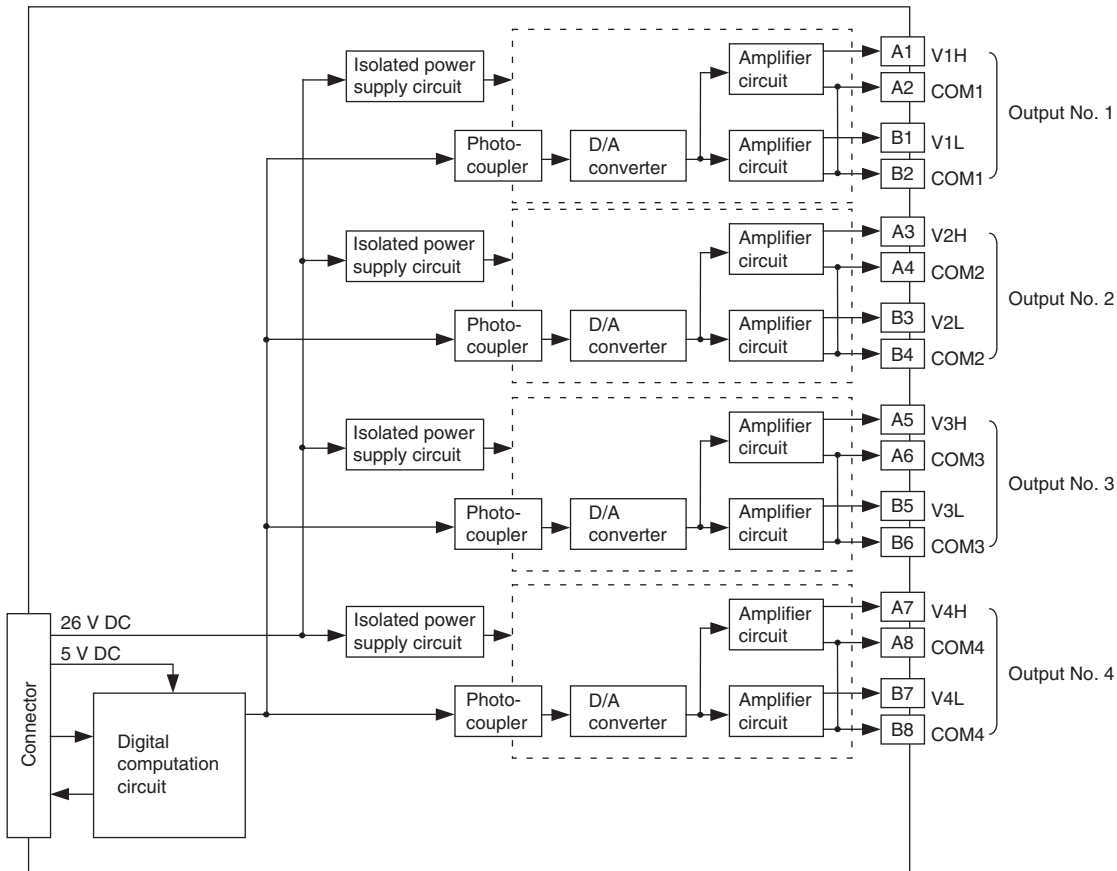 Isolated power
supply circuit
Amplifier
circuit
A1 V1H
A2 COM1
Output No. 1
Photo-
coupler
D/A
converter
Amplifier
circuit
B1 V1L
B2 COM1
Isolated power
supply circuit
Amplifier
circuit
A3 V2H
A4 COM2
Output No. 2
Photo-
coupler
D/A
converter
Amplifier
circuit
B3 V2L
B4 COM2
Isolated power
supply circuit
Amplifier
circuit
A5 V3H
A6 COM3
Output No. 3
Photo-
coupler
D/A
converter
Amplifier
circuit
B5 V3L
B6 COM3
26 V DC
5 V DC
Isolated power
supply circuit
Amplifier
circuit
A7 V4H
A8 COM4
Output No. 4
Photo-
coupler
D/A
converter
Amplifier
circuit
B7 V4L
B8 COM4
Connector
Digital
computation
circuit